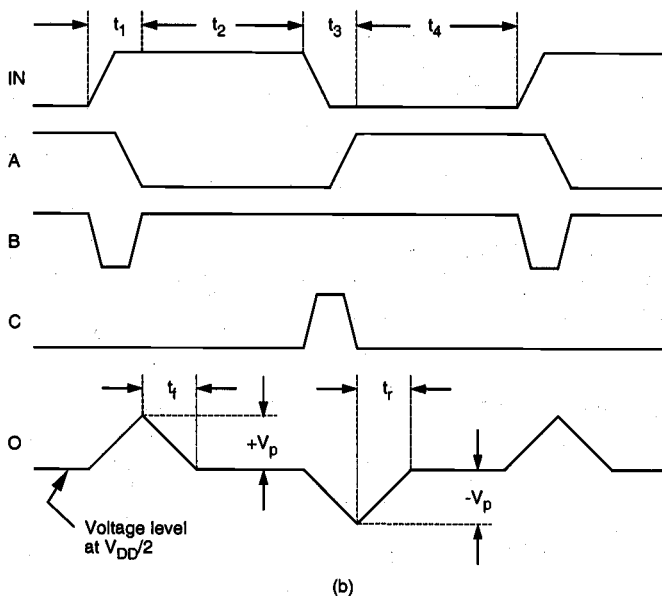 t1 t2 t3 t4
IN
A
B
C
tf tr
O +Vp
-Vp
Voltage level
at VDD/2
(b)